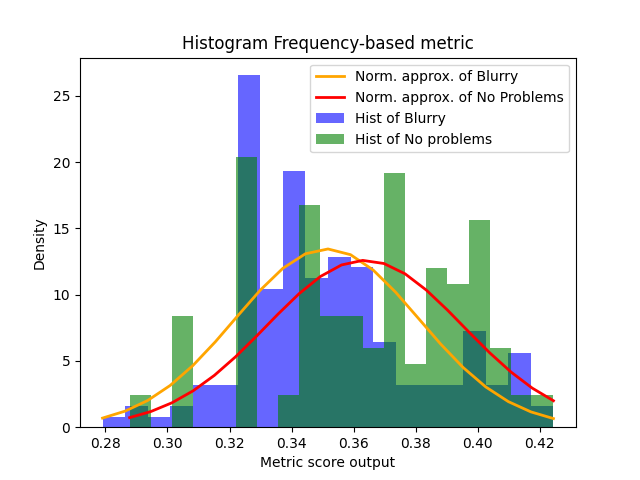 Histogram Frequency-based metric
Norm. approx. of Blurry
Norm. approx. of No Problems
Hist of Blurry
Hist of No problems
Density
25
20
15
10
5
0
0.28 0.30 0.32 0.34 0.36 0.38 0.40 0.42
Metric score output